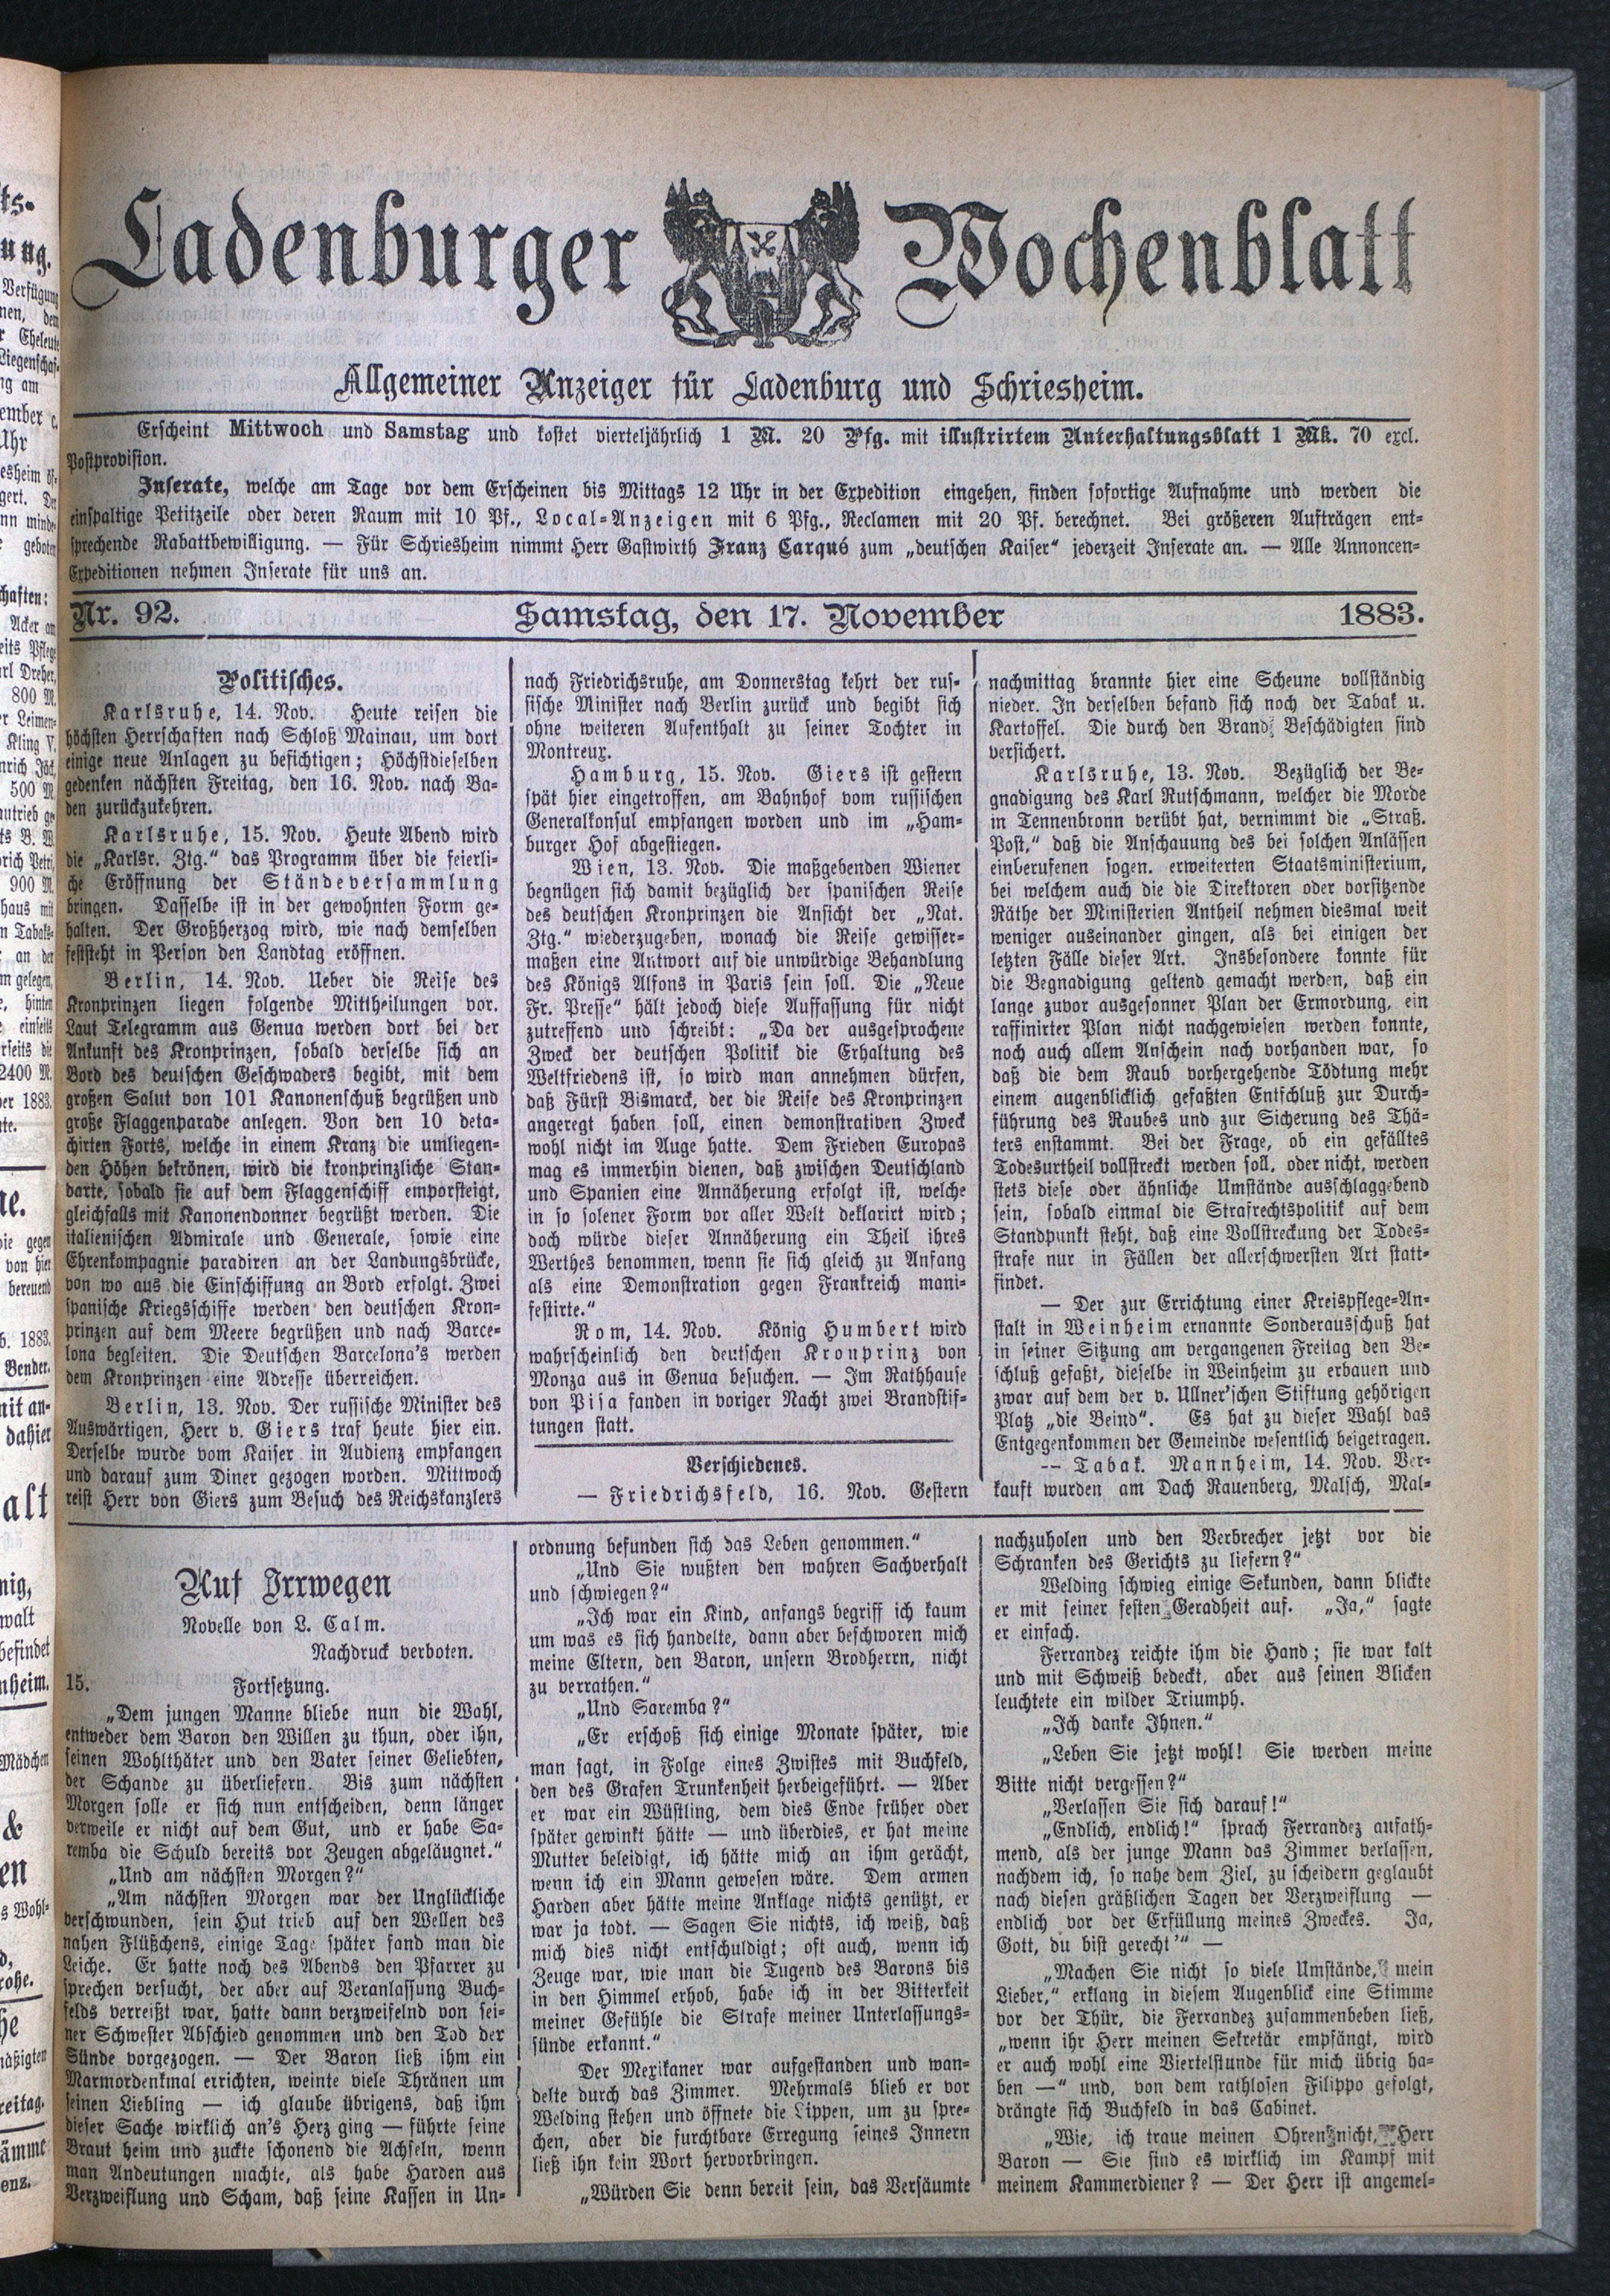 Ladenburger Wochenblatt
Allgemeiner Anzeiger für Ladenburg und Schriesheim.
Erscheint Mittwoch und Samstag und kostet vierteljährlich 1 M. 20 Pfg. mit illustrirtem Unterhaltungsblatt 1 Mk. 70 excl.
Postprovision.
Inserate, welche am Tage vor dem Erscheinen bis Mittags 12 Uhr in der Expedition eingehen, finden sofortige Aufnahme und werden die
einspaltige Petitzeile oder deren Raum mit 10 Pf., Local-Anzeigen mit 6 Pfg., Reclamen mit 20 Pf. berechnet. Bei größeren Aufträgen ent-
sprechende Rabattbewilligung. — Für Schriesheim nimmt Herr Gastwirth Franz Carqué zum „deutschen Kaiser“ jederzeit Inserate an. — Alle Annoncen-
Expeditionen nehmen Inserate für uns an.
Nr. 92. Samstag, den 17. November 1883.
Politisches.
Karlsruhe, 14. Nov. Heute reisen die
höchsten Herrschaften nach Schloß Mainau, um dort
einige neue Anlagen zu besichtigen; Höchstdieselben
gedenken nächsten Freitag, den 16. Nov. nach Ba-
den zurückzukehren.
Karlsruhe, 15. Nov. Heute Abend wird
die „Karlsr. Ztg.“ das Programm über die feierli-
che Eröffnung der Ständeversammlung
bringen. Dasselbe ist in der gewohnten Form ge-
halten. Der Großherzog wird, wie nach demselben
feststeht in Person den Landtag eröffnen.
Berlin, 14. Nov. Ueber die Reise des
Kronprinzen liegen folgende Mittheilungen vor.
Laut Telegramm aus Genua werden dort bei der
Ankunft des Kronprinzen, sobald derselbe sich an
Bord des deutschen Geschwaders begibt, mit dem
großen Salut von 101 Kanonenschuß begrüßen und
große Flaggenparade anlegen. Von den 10 deta-
chirten Forts, welche in einem Kranz die umliegen-
den Höhen bekrönen, wird die kronprinzliche Stan-
darte, sobald sie auf dem Flaggenschiff emporsteigt,
gleichfalls mit Kanonendonner begrüßt werden. Die
italienischen Admirale und Generale, sowie eine
Ehrenkompagnie paradiren an der Landungsbrücke,
von wo aus die Einschiffung an Bord erfolgt. Zwei
spanische Kriegsschiffe werden den deutschen Kron-
prinzen auf dem Meere begrüßen und nach Barce-
lona begleiten. Die Deutschen Barcelona's werden
dem Kronprinzen eine Adresse überreichen.
Berlin, 13. Nov. Der russische Minister des
Auswärtigen, Herr v. Giers traf heute hier ein.
Derselbe wurde vom Kaiser in Audienz empfangen
und darauf zum Diner gezogen worden. Mittwoch
reist Herr von Giers zum Besuch des Reichskanzlers
nach Friedrichsruhe, am Donnerstag kehrt der rus-
sische Minister nach Berlin zurück und begibt sich
ohne weiteren Aufenthalt zu seiner Tochter in
Montreux.
Hamburg, 15. Nov. Giers ist gestern
spät hier eingetroffen, am Bahnhof vom russischen
Generalkonsul empfangen worden und im „Ham-
burger Hof abgestiegen.
Wien, 13. Nov. Die maßgebenden Wiener
begnügen sich damit bezüglich der spanischen Reise
des deutschen Kronprinzen die Ansicht der „Nat.
Ztg.“ wiederzugeben, wonach die Reise gewisser-
maßen eine Antwort auf die unwürdige Behandlung
des Königs Alfons in Paris sein soll. Die „Neue
Fr. Presse“ hält jedoch diese Auffassung für nicht
zutreffend und schreibt: „Da der ausgesprochene
Zweck der deutschen Politik die Erhaltung des
Weltfriedens ist, so wird man annehmen dürfen,
daß Fürst Bismarck, der die Reise des Kronprinzen
angeregt haben soll, einen demonstrativen Zweck
wohl nicht im Auge hatte. Dem Frieden Europas
mag es immerhin dienen, daß zwischen Deutschland
und Spanien eine Annäherung erfolgt ist, welche
in so solener Form vor aller Welt deklarirt wird;
doch würde dieser Annäherung ein Theil ihres
Werthes benommen, wenn sie sich gleich zu Anfang
als eine Demonstration gegen Frankreich mani-
festirte.“
Rom, 14. Nov. König Humbert wird
wahrscheinlich den deutschen Kronprinz von
Monza aus in Genua besuchen. — Im Rathhause
von Pisa fanden in voriger Nacht zwei Brandstif-
tungen statt.
Verschiedenes.
— Friedrichsfeld, 16. Nov. Gestern
nachmittag brannte hier eine Scheune vollständig
nieder. In derselben befand sich noch der Tabak u.
Kartoffel. Die durch den Brand Beschädigten sind
versichert.
Karlsruhe, 13. Nov. Bezüglich der Be-
gnadigung des Karl Rutschmann, welcher die Morde
in Tennenbronn verübt hat, vernimmt die „Straß.
Post,“ daß die Anschauung des bei solchen Anlässen
einberufenen sogen. erweiterten Staatsministerium,
bei welchem auch die die Direktoren oder vorsitzende
Räthe der Ministerien Antheil nehmen diesmal weit
weniger auseinander gingen, als bei einigen der
letzten Fälle dieser Art. Insbesondere konnte für
die Begnadigung geltend gemacht werden, daß ein
lange zuvor ausgesonner Plan der Ermordung, ein
raffinirter Plan nicht nachgewiesen werden konnte,
noch auch allem Anschein nach vorhanden war, so
daß die dem Raub vorhergehende Tödtung mehr
einem augenblicklich gefaßten Entschluß zur Durch-
führung des Raubes und zur Sicherung des Thä-
ters enstammt. Bei der Frage, ob ein gefälltes
Todesurtheil vollstreckt werden soll, oder nicht, werden
stets diese oder ähnliche Umstände ausschlaggebend
sein, sobald einmal die Strafrechtspolitik auf dem
Standpunkt steht, daß eine Vollstreckung der Todes-
strafe nur in Fällen der allerschwersten Art statt-
findet.
— Der zur Errichtung einer Kreispflege-An-
stalt in Weinheim ernannte Sonderausschuß hat
in seiner Sitzung am vergangenen Freitag den Be-
schluß gefaßt, dieselbe in Weinheim zu erbauen und
zwar auf dem der v. Ullner'schen Stiftung gehörigen
Platz „die Beind“. Es hat zu dieser Wahl das
Entgegenkommen der Gemeinde wesentlich beigetragen.
-- Tabak. Mannheim, 14. Nov. Ver-
kauft wurden am Dach Rauenberg, Malsch, Mal-
Auf Irrwegen
Novelle von L. Calm.
Nachdruck verboten.
15. Fortsetzung.
„Dem jungen Manne bliebe nun die Wahl,
entweder dem Baron den Willen zu thun, oder ihn,
seinen Wohlthäter und den Vater seiner Geliebten,
der Schande zu überliefern. Bis zum nächsten
Morgen solle er sich nun entscheiden, denn länger
verweile er nicht auf dem Gut, und er habe Sa-
remba die Schuld bereits vor Zeugen abgeläugnet.“
„Und am nächsten Morgen?“
„Am nächsten Morgen war der Unglückliche
verschwunden, sein Hut trieb auf den Wellen des
nahen Flüßchens, einige Tage später fand man die
Leiche. Er hatte noch des Abends den Pfarrer zu
sprechen versucht, der aber auf Veranlassung Buch-
felds verreißt war, hatte dann verzweifelnd von sei-
ner Schwester Abschied genommen und den Tod der
Sünde vorgezogen. — Der Baron ließ ihm ein
Marmordenkmal errichten, weinte viele Thränen um
seinen Liebling — ich glaube übrigens, daß ihm
dieser Sache wirklich an's Herz ging — führte seine
Braut heim und zuckte schonend die Achseln, wenn
man Andeutungen machte, als habe Harden aus
Verzweiflung und Scham, daß seine Kassen in Un-
ordnung befunden sich das Leben genommen.“
„Und Sie wußten den wahren Sachverhalt
und schwiegen?“
„Ich war ein Kind, anfangs begriff ich kaum
um was es sich handelte, dann aber beschworen mich
meine Eltern, den Baron, unsern Brodherrn, nicht
zu verrathen.“
„Und Saremba?“
„Er erschoß sich einige Monate später, wie
man sagt, in Folge eines Zwistes mit Buchfeld,
den des Grafen Trunkenheit herbeigeführt. — Aber
er war ein Wüstling, dem dies Ende früher oder
später gewinkt hätte — und überdies, er hat meine
Mutter beleidigt, ich hätte mich an ihm gerächt,
wenn ich ein Mann gewesen wäre. Dem armen
Harden aber hätte meine Anklage nichts genützt, er
war ja todt. — Sagen Sie nichts, ich weiß, daß
mich dies nicht entschuldigt; oft auch, wenn ich
Zeuge war, wie man die Tugend des Barons bis
in den Himmel erhob, habe ich in der Bitterkeit
meiner Gefühle die Strafe meiner Unterlassungs-
sünde erkannt.“
Der Mexikaner war aufgestanden und wan-
delte durch das Zimmer. Mehrmals blieb er vor
Welding stehen und öffnete die Lippen, um zu spre-
chen, aber die furchtbare Erregung seines Innern
ließ ihn kein Wort hervorbringen.
„Würden Sie denn bereit sein, das Versäumte
nachzuholen und den Verbrecher jetzt vor die
Schranken des Gerichts zu liefern?“
Welding schwieg einige Sekunden, dann blickte
er mit seiner festen Geradheit auf. „Ja,“ sagte
er einfach.
Ferrandez reichte ihm die Hand; sie war kalt
und mit Schweiß bedeckt, aber aus seinen Blicken
leuchtete ein wilder Triumph.
„Ich danke Ihnen.“
„Leben Sie jetzt wohl! Sie werden meine
Bitte nicht vergessen?“
„Verlassen Sie sich darauf!“
„Endlich, endlich!“ sprach Ferrandez aufath-
mend, als der junge Mann das Zimmer verlassen,
nachdem ich, so nahe dem Ziel, zu scheidern geglaubt
nach diesen gräßlichen Tagen der Verzweiflung —
endlich vor der Erfüllung meines Zweckes. Ja,
Gott, du bist gerecht'“ —
„Machen Sie nicht so viele Umstände, mein
Lieber,“ erklang in diesem Augenblick eine Stimme
vor der Thür, die Ferrandez zusammenbeben ließ,
„wenn ihr Herr meinen Sekretär empfängt, wird
er auch wohl eine Viertelstunde für mich übrig ha-
ben —“ und, von dem rathlosen Filippo gefolgt,
drängte sich Buchfeld in das Cabinet.
„Wie, ich traue meinen Ohren nicht, Herr
Baron — Sie sind es wirklich im Kampf mit
meinem Kammerdiener? — Der Herr ist angemel-